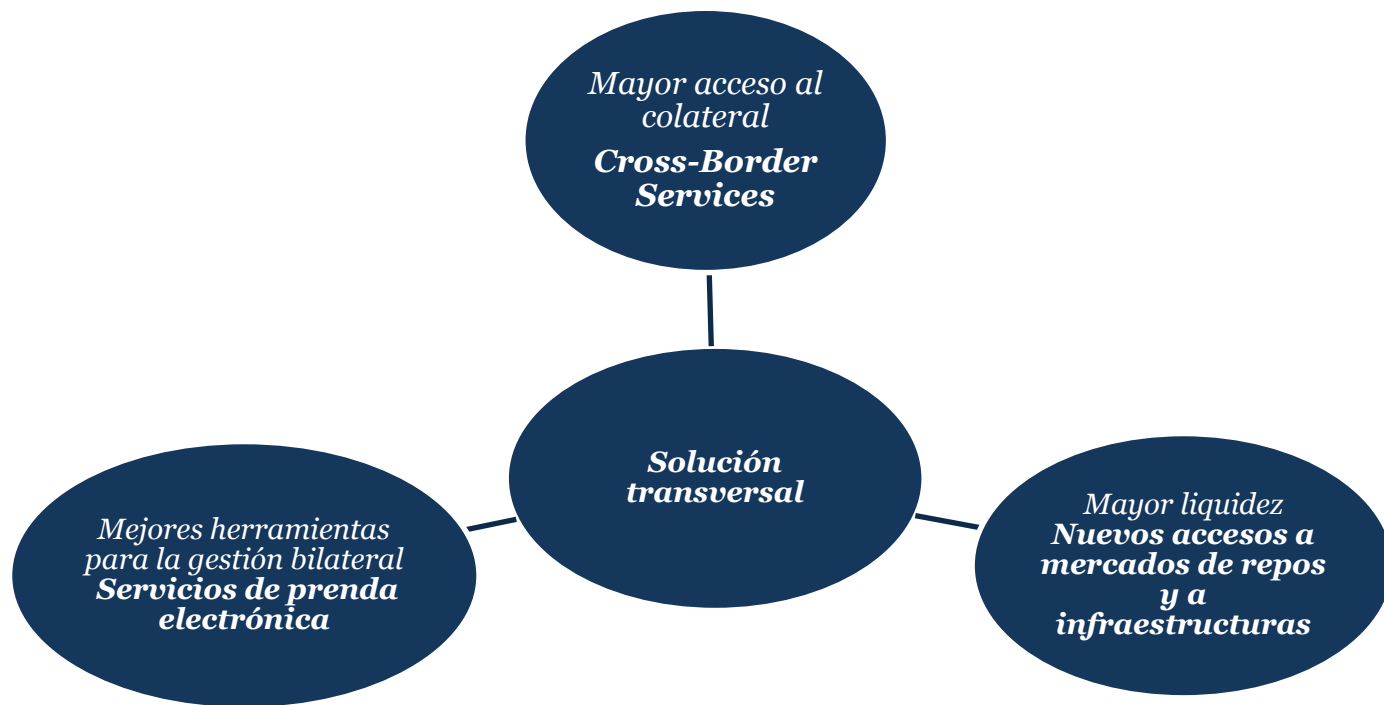 Mayor acceso al
colateral
Cross-Border
Services
Solución
transversal
Mejores herramientas
para la gestión bilateral
Servicios de prenda
electrónica
Mayor liquidez
Nuevos accesos a
mercados de repos
y a
infraestructuras